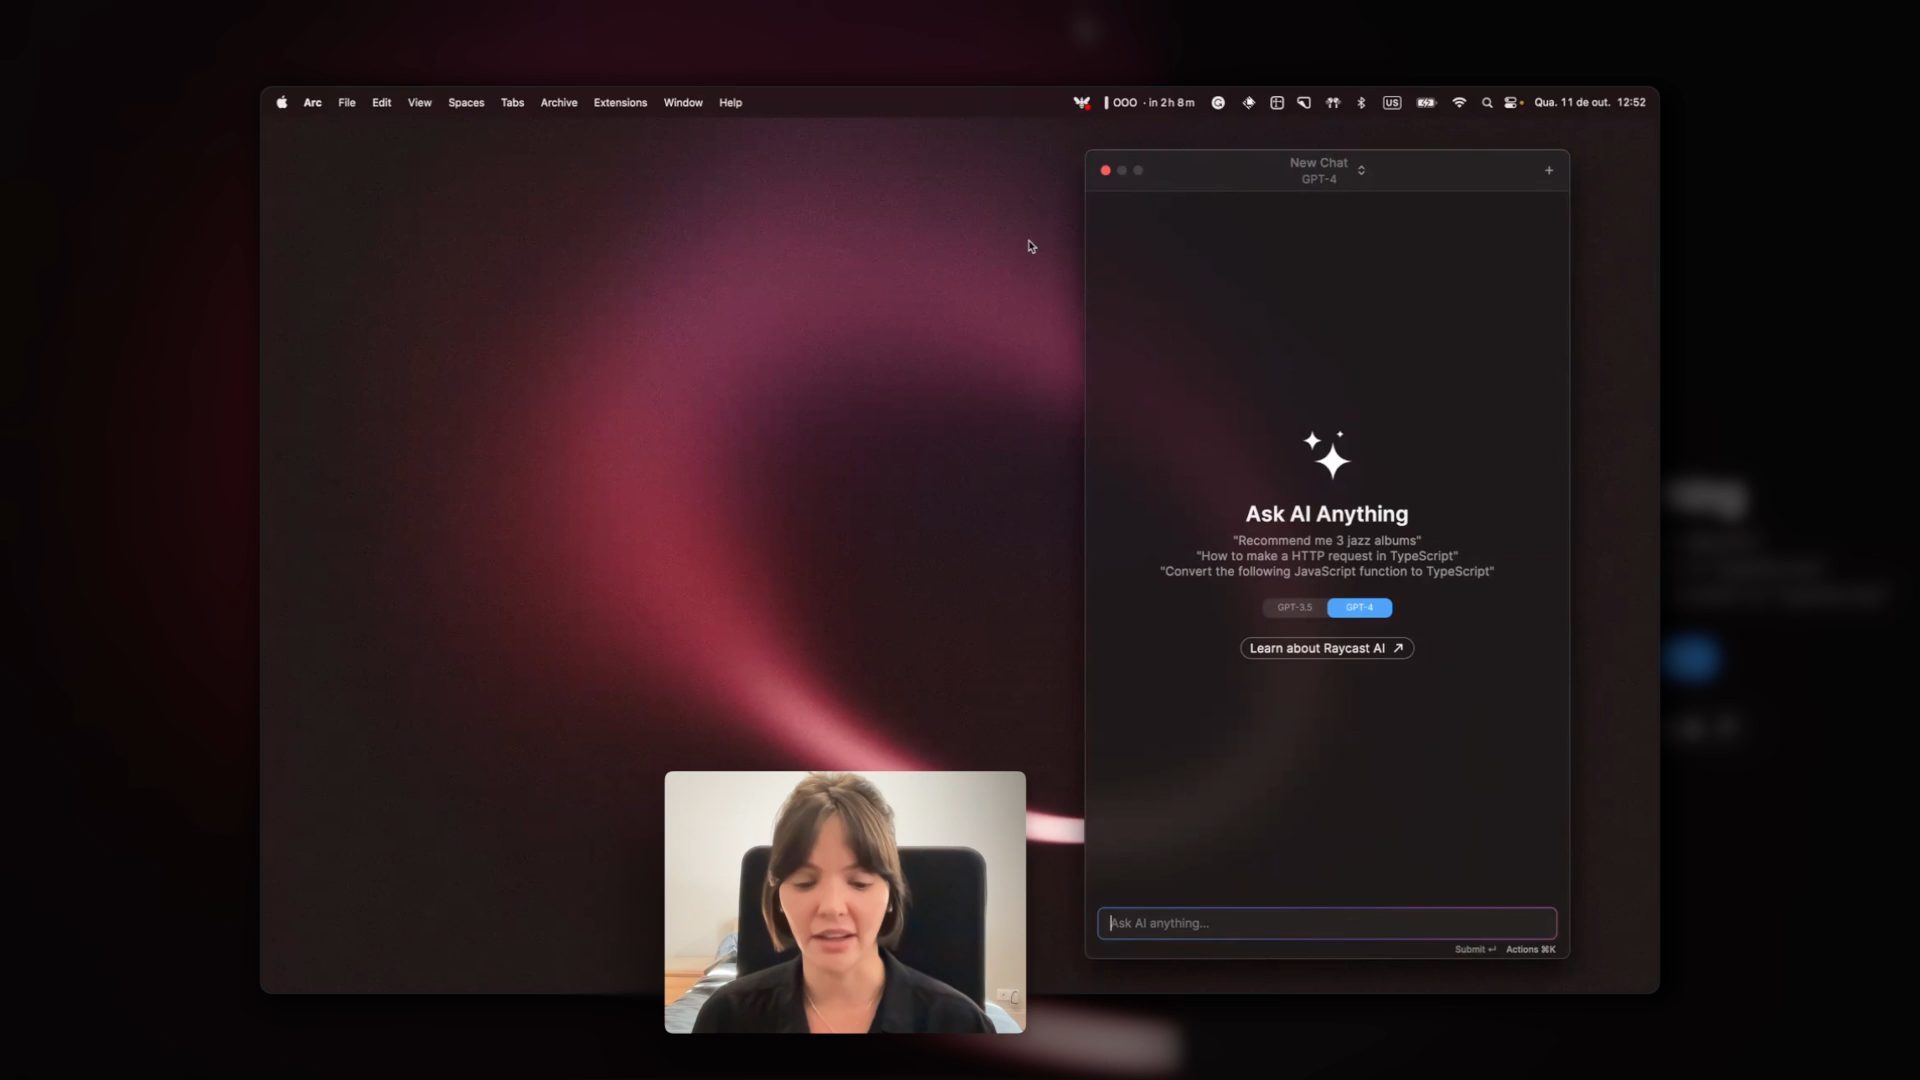 Arc File Edit View Spaces Tabs Archive Extensions Window Help
OOO · in 2h 8m US Qua. 11 de out. 12:52
New Chat
GPT-4
Ask AI Anything
"Recommend me 3 jazz albums"
"How to make a HTTP request in TypeScript"
"Convert the following JavaScript function to TypeScript"
GPT-3.5 GPT-4
Learn about Raycast AI ↗
Ask AI anything...
Submit ↵ Actions ⌘K